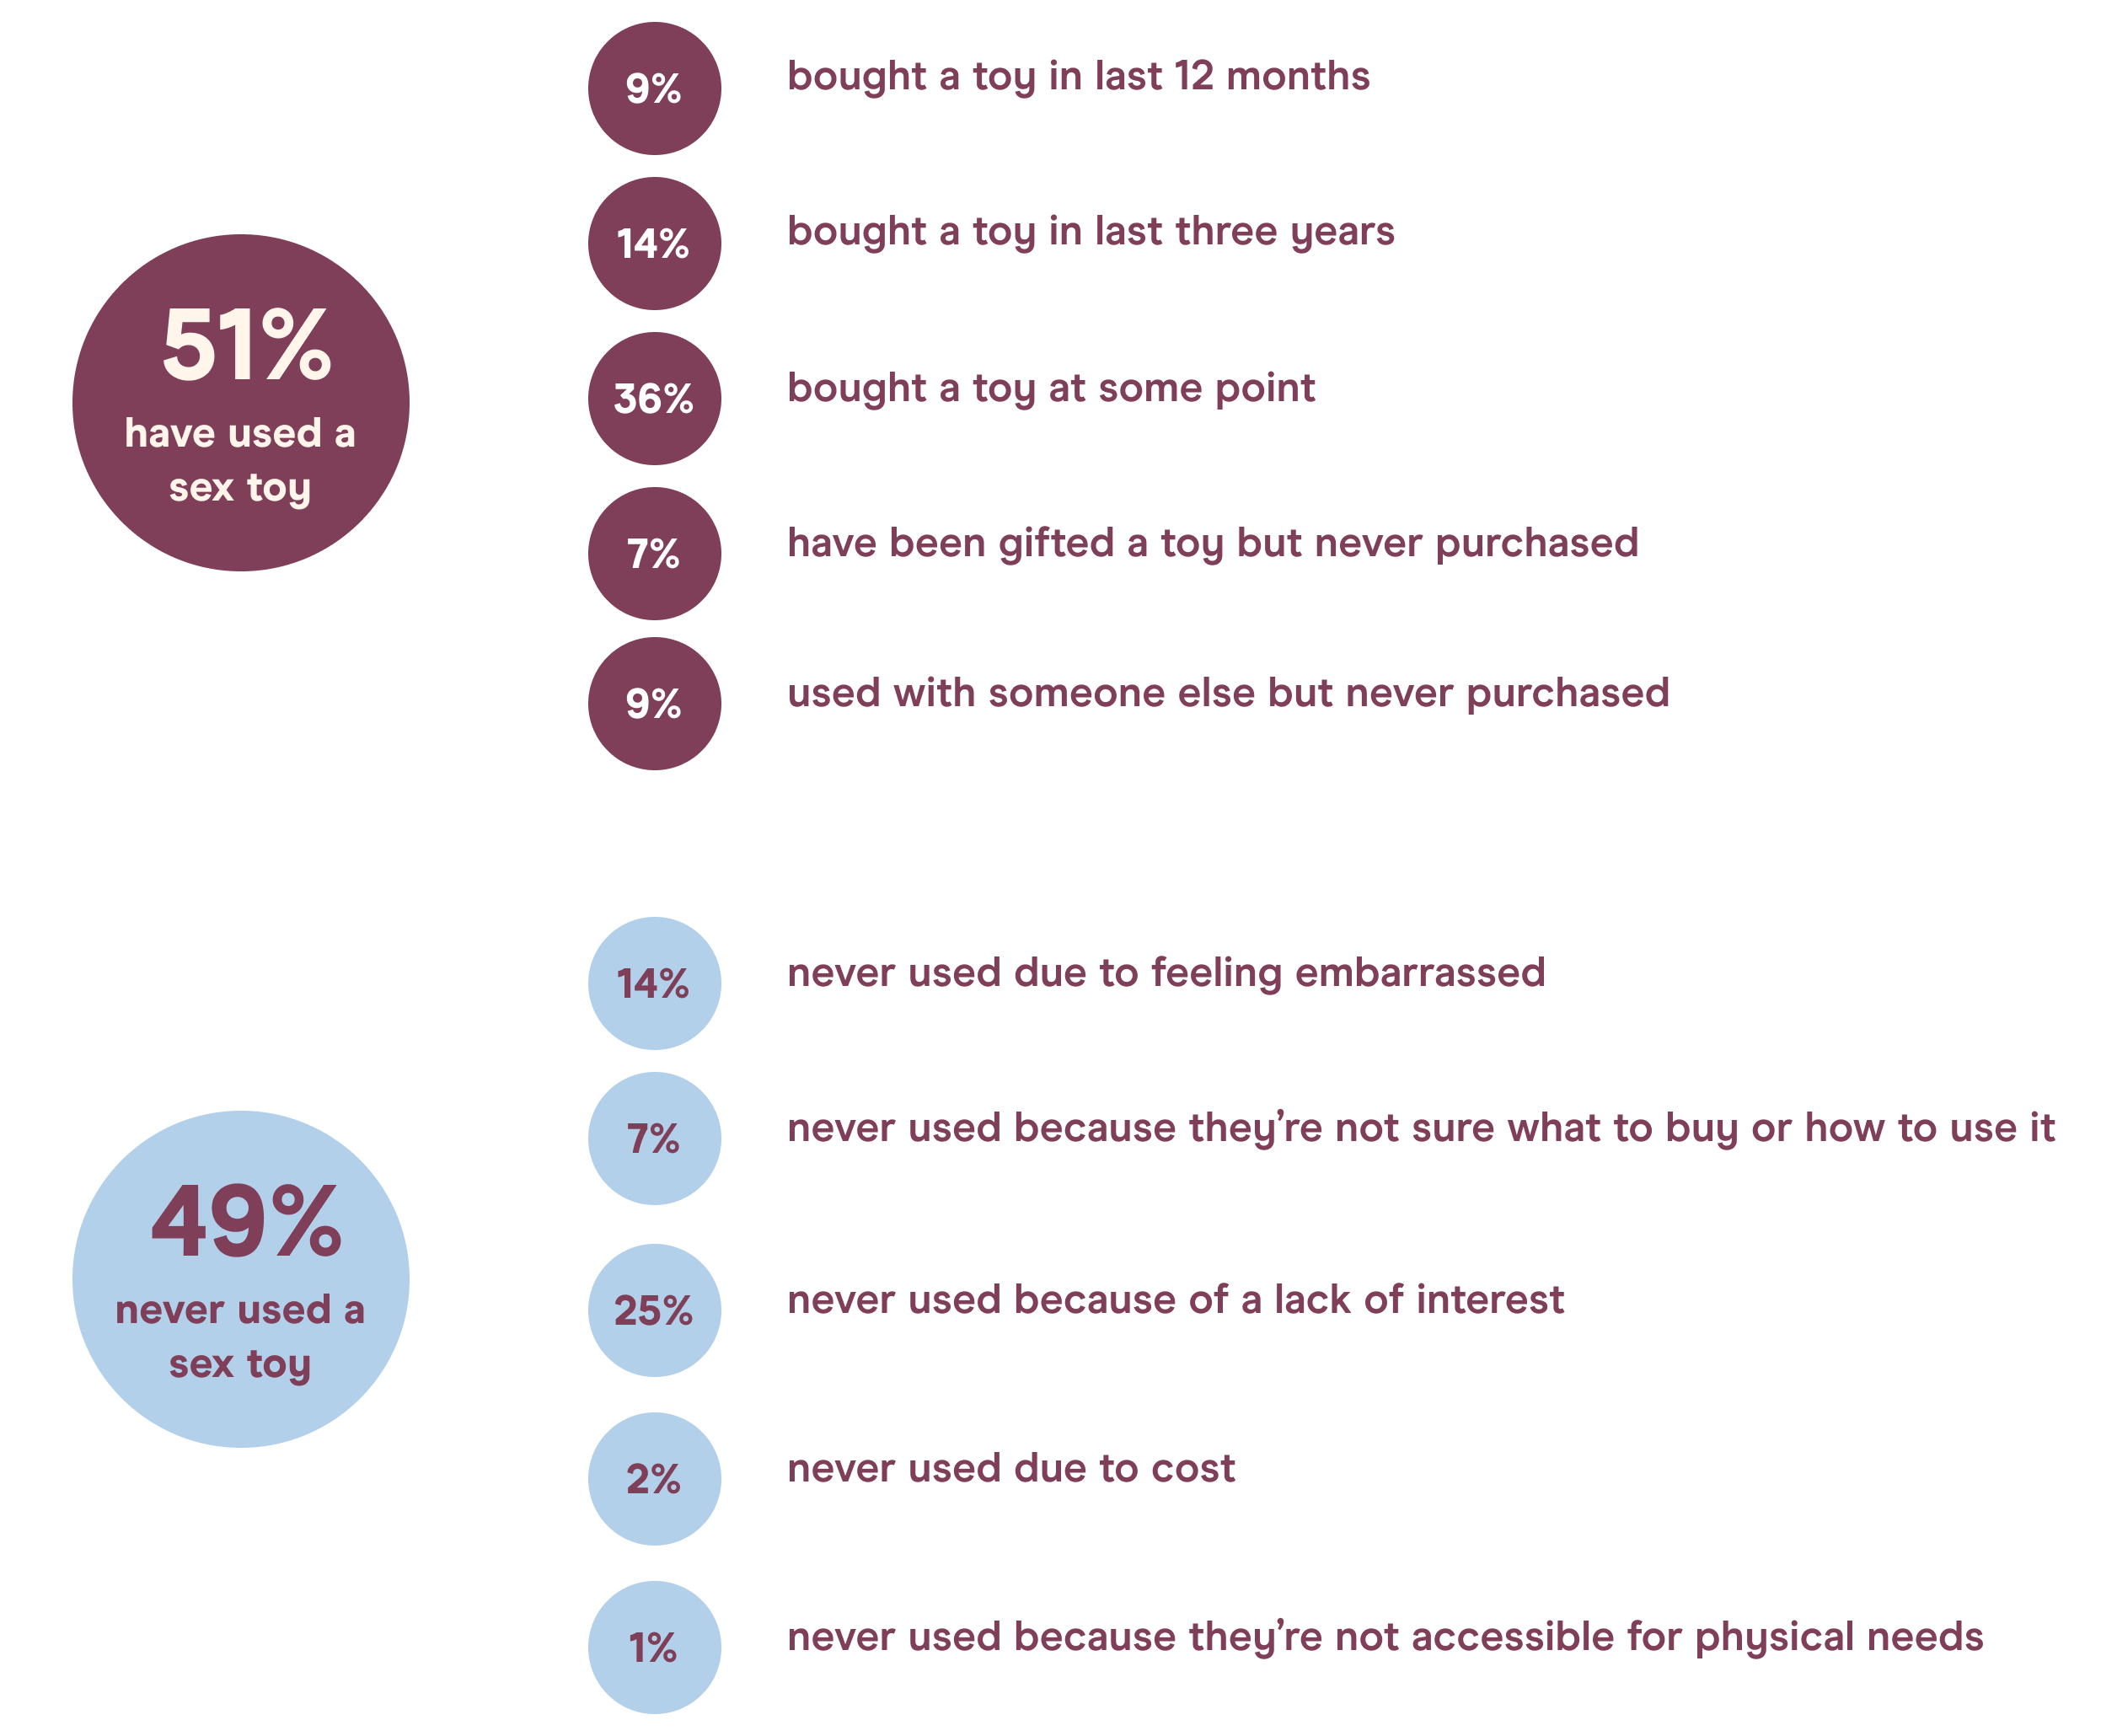 51%
have used a
sex toy
9%
bought a toy in last 12 months
14%
bought a toy in last three years
36%
bought a toy at some point
7%
have been gifted a toy but never purchased
9%
used with someone else but never purchased
49%
never used a
sex toy
14%
never used due to feeling embarrassed
7%
never used because they’re not sure what to buy or how to use it
25%
never used because of a lack of interest
2%
never used due to cost
1%
never used because they’re not accessible for physical needs